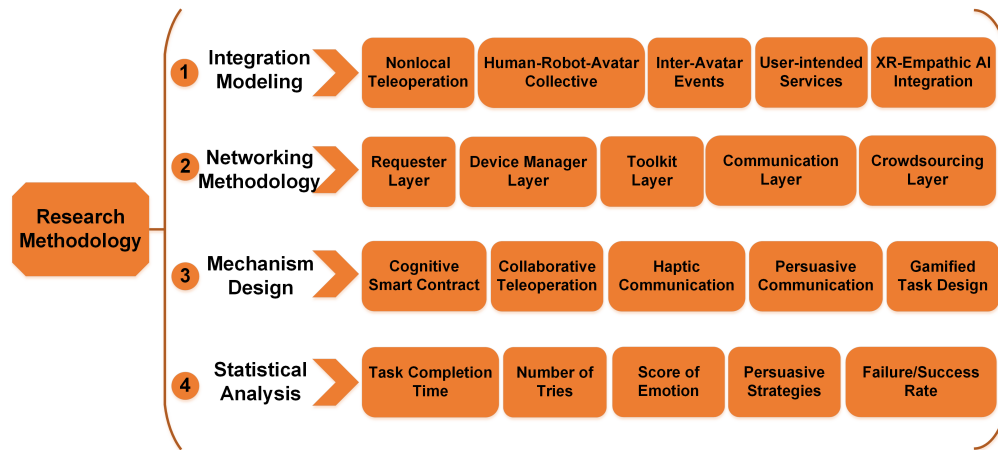 Research
Methodology
1
Integration
Modeling
Nonlocal
Teleoperation
Human-Robot-Avatar
Collective
Inter-Avatar
Events
User-intended
Services
XR-Empathic AI
Integration
2
Networking
Methodology
Requester
Layer
Device Manager
Layer
Toolkit
Layer
Communication
Layer
Crowdsourcing
Layer
3
Mechanism
Design
Cognitive
Smart Contract
Collaborative
Teleoperation
Haptic
Communication
Persuasive
Communication
Gamified
Task Design
4
Statistical
Analysis
Task Completion
Time
Number of
Tries
Score of
Emotion
Persuasive
Strategies
Failure/Success
Rate